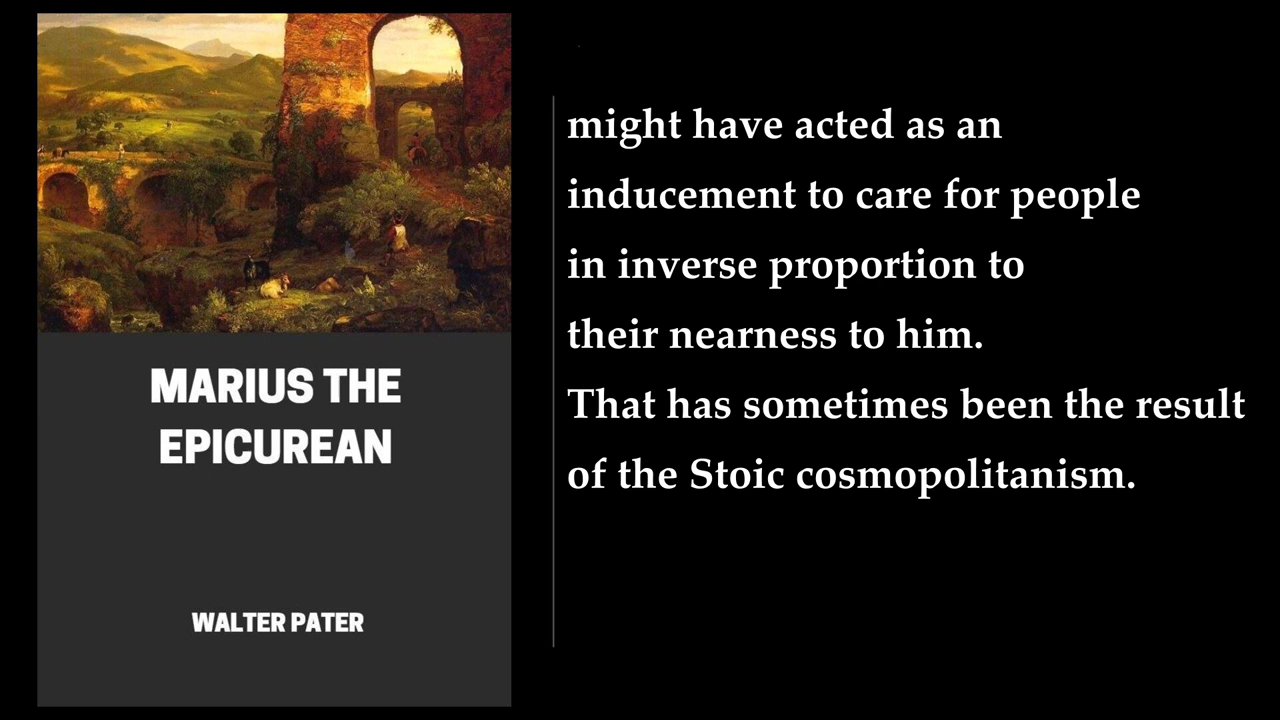 MARIUS THE
EPICUREAN
WALTER PATER
might have acted as an
inducement to care for people
in inverse proportion to
their nearness to him.
That has sometimes been the result
of the Stoic cosmopolitanism.